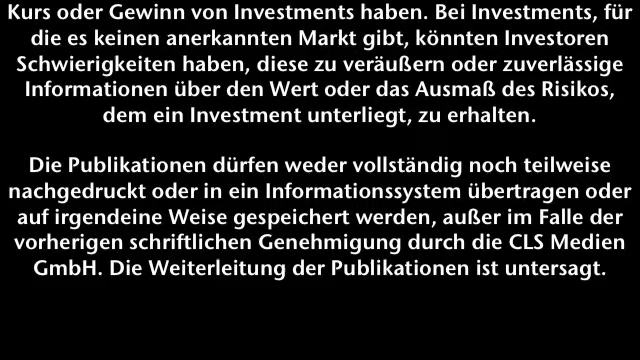 Kurs oder Gewinn von Investments haben. Bei Investments, für
die es keinen anerkannten Markt gibt, könnten Investoren
Schwierigkeiten haben, diese zu veräußern oder zuverlässige
Informationen über den Wert oder das Ausmaß des Risikos,
dem ein Investment unterliegt, zu erhalten.

Die Publikationen dürfen weder vollständig noch teilweise
nachgedruckt oder in ein Informationssystem übertragen oder
auf irgendeine Weise gespeichert werden, außer im Falle der
vorherigen schriftlichen Genehmigung durch die CLS Medien
GmbH. Die Weiterleitung der Publikationen ist untersagt.